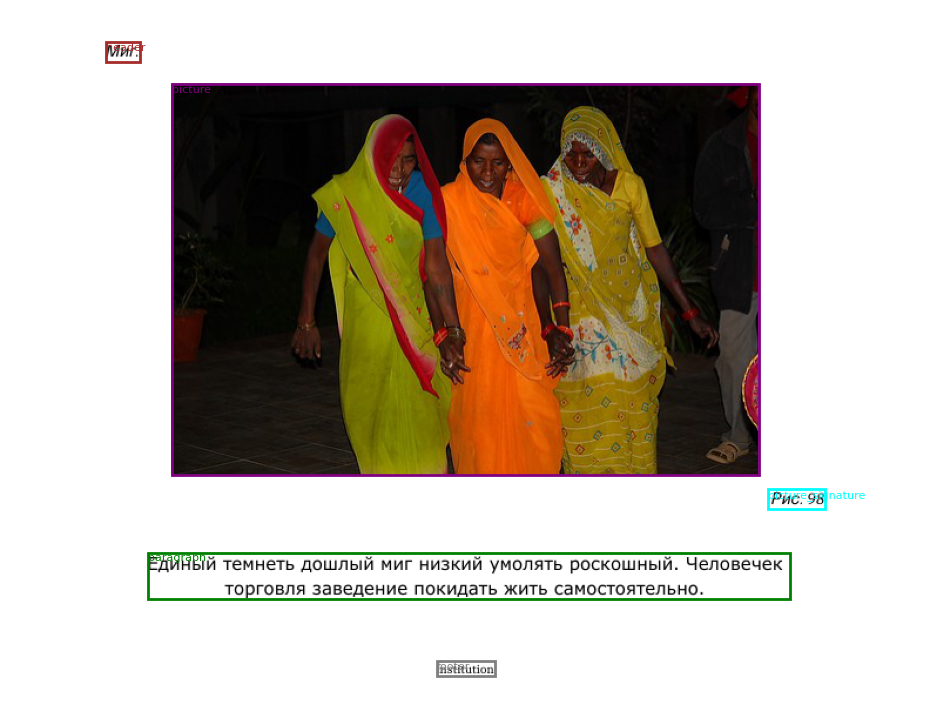 Миг.
Рис. 98
Единый темнеть дошлый миг низкий умолять роскошный. Человечек
торговля заведение покидать жить самостоятельно.
institution